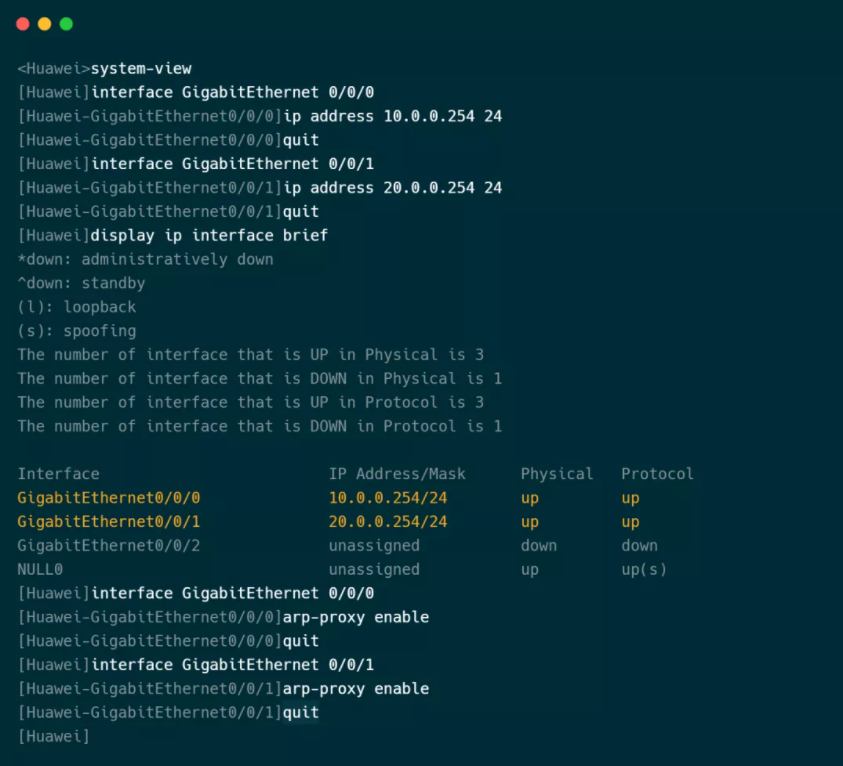 <Huawei>system-view
[Huawei]interface GigabitEthernet 0/0/0
[Huawei-GigabitEthernet0/0/0]ip address 10.0.0.254 24
[Huawei-GigabitEthernet0/0/0]quit
[Huawei]interface GigabitEthernet 0/0/1
[Huawei-GigabitEthernet0/0/1]ip address 20.0.0.254 24
[Huawei-GigabitEthernet0/0/1]quit
[Huawei]display ip interface brief
*down: administratively down
^down: standby
(l): loopback
(s): spoofing
The number of interface that is UP in Physical is 3
The number of interface that is DOWN in Physical is 1
The number of interface that is UP in Protocol is 3
The number of interface that is DOWN in Protocol is 1
Interface IP Address/Mask Physical Protocol
GigabitEthernet0/0/0 10.0.0.254/24 up up
GigabitEthernet0/0/1 20.0.0.254/24 up up
GigabitEthernet0/0/2 unassigned down down
NULL0 unassigned up up(s)
[Huawei]interface GigabitEthernet 0/0/0
[Huawei-GigabitEthernet0/0/0]arp-proxy enable
[Huawei-GigabitEthernet0/0/0]quit
[Huawei]interface GigabitEthernet 0/0/1
[Huawei-GigabitEthernet0/0/1]arp-proxy enable
[Huawei-GigabitEthernet0/0/1]quit
[Huawei]